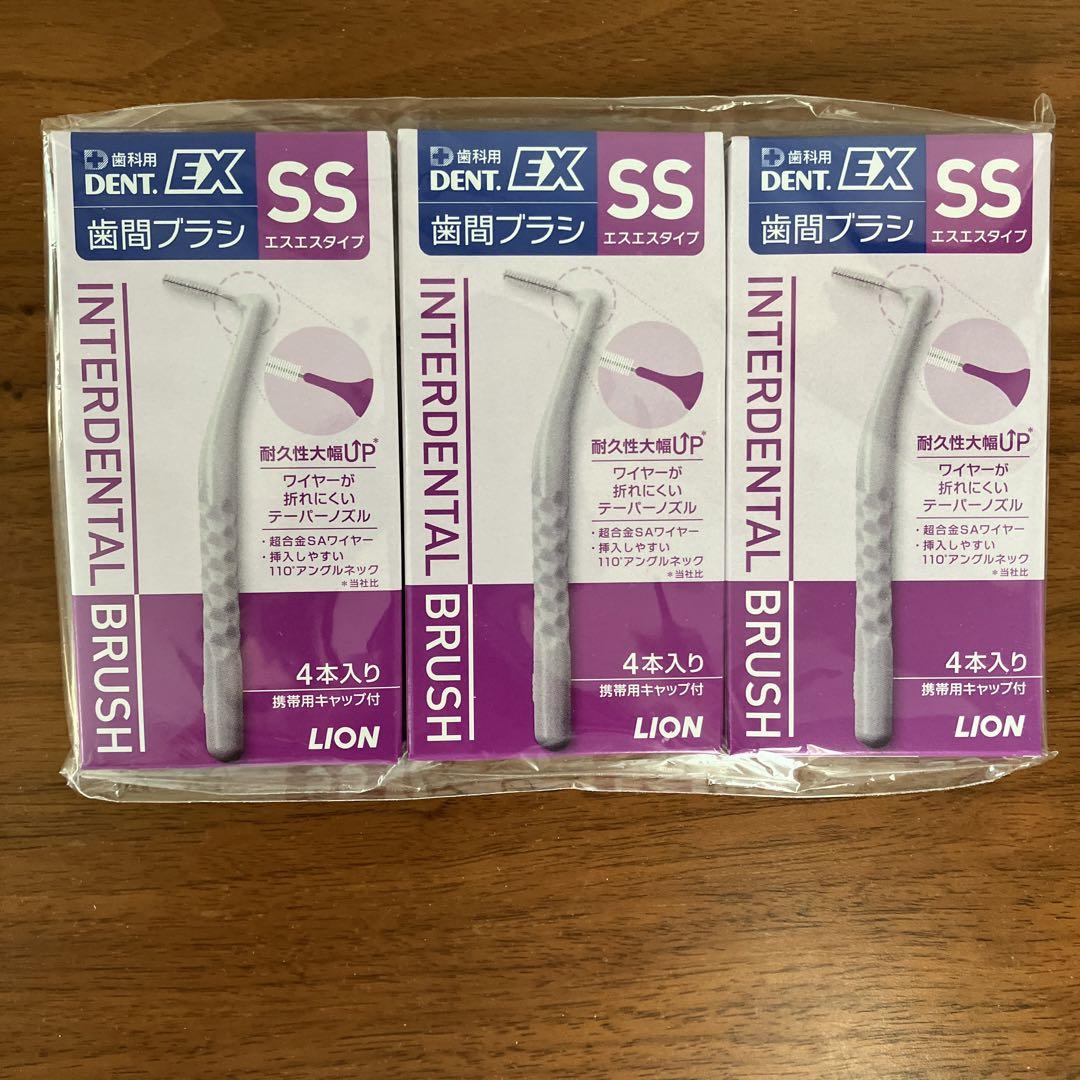 歯科用
DENT. EX
歯間ブラシ
SS
エスエスタイプ
INTERDENTAL BRUSH
耐久性大幅UP*
ワイヤーが
折れにくい
テーパーノズル
・超合金SAワイヤー
・挿入しやすい
110°アングルネック
*当社比
4本入り
携帯用キャップ付
LION
歯科用
DENT. EX
歯間ブラシ
SS
エスエスタイプ
INTERDENTAL BRUSH
耐久性大幅UP*
ワイヤーが
折れにくい
テーパーノズル
・超合金SAワイヤー
・挿入しやすい
110°アングルネック
*当社比
4本入り
携帯用キャップ付
LION
歯科用
DENT. EX
歯間ブラシ
SS
エスエスタイプ
INTERDENTAL BRUSH
耐久性大幅UP*
ワイヤーが
折れにくい
テーパーノズル
・超合金SAワイヤー
・挿入しやすい
110°アングルネック
*当社比
4本入り
携帯用キャップ付
LION